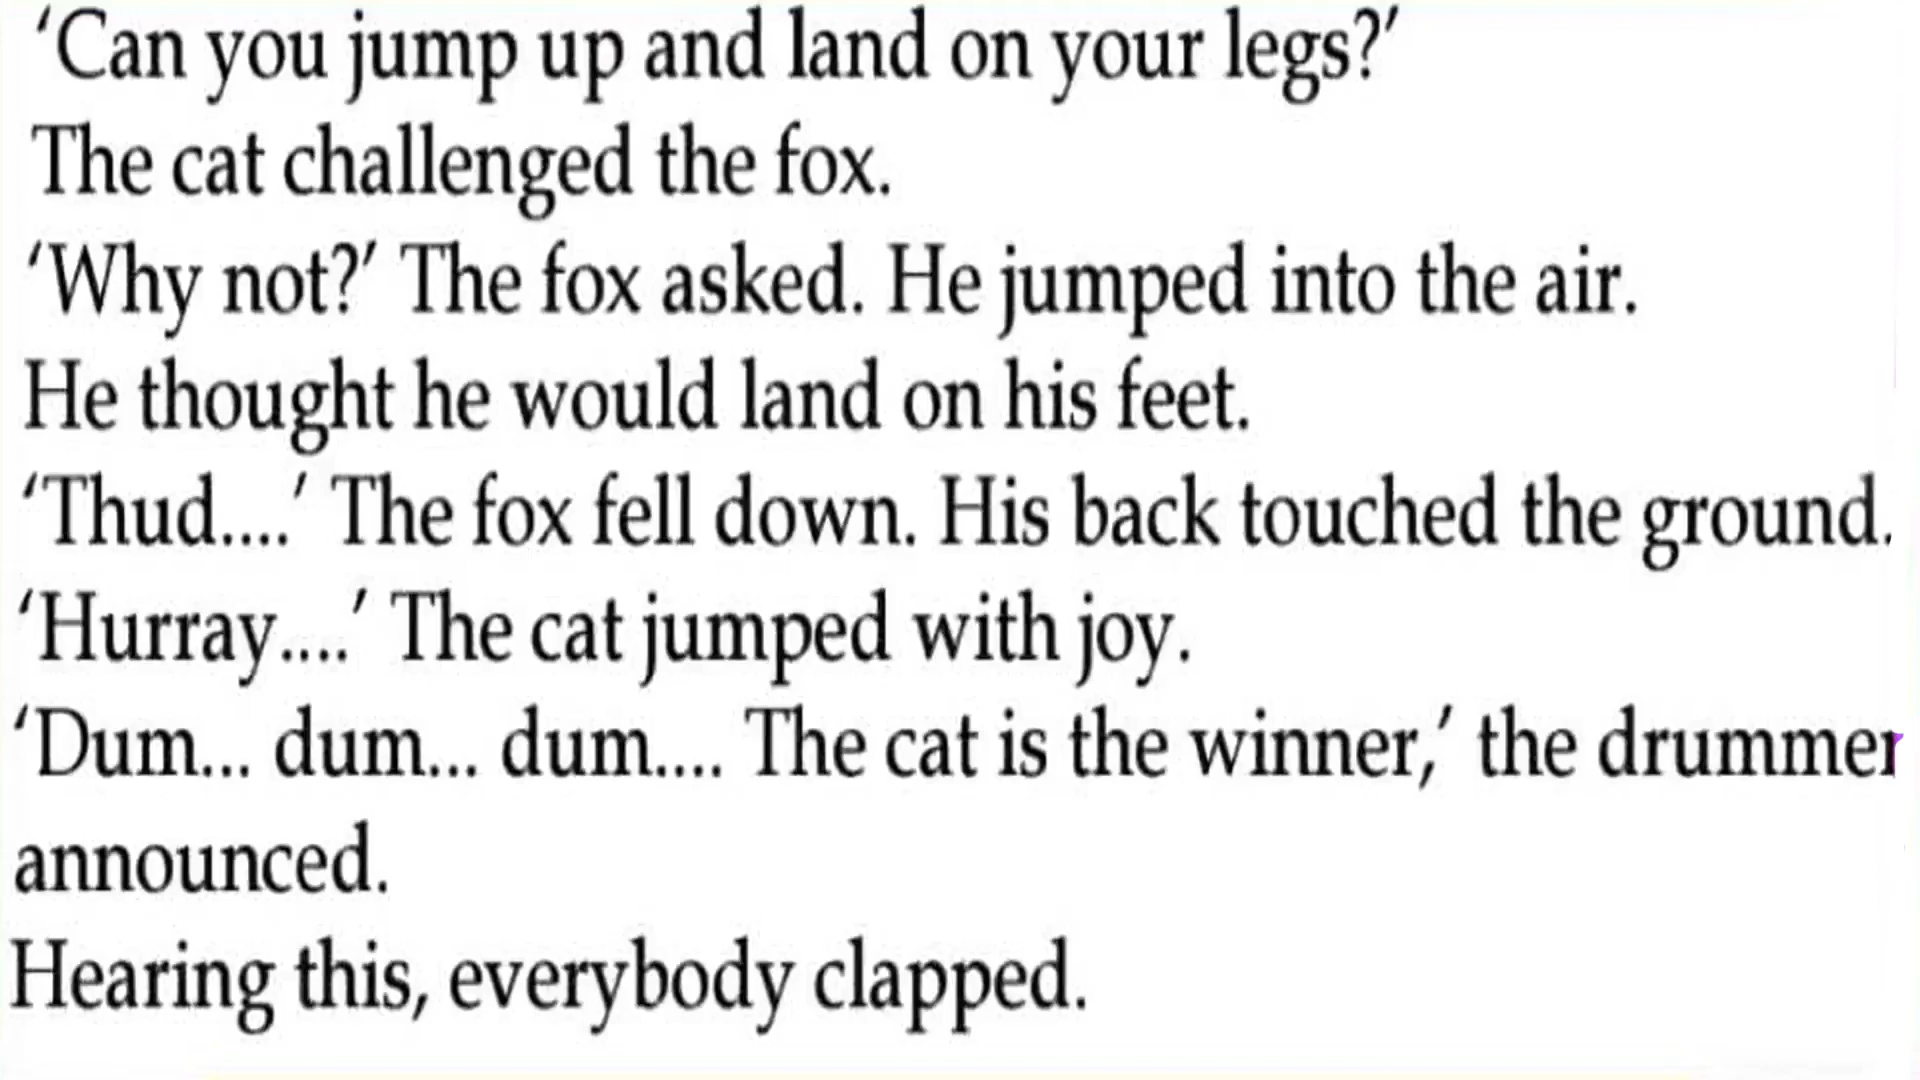 ‘Can you jump up and land on your legs?’
The cat challenged the fox.
‘Why not?’ The fox asked. He jumped into the air.
He thought he would land on his feet.
‘Thud....’ The fox fell down. His back touched the ground.
‘Hurray....’ The cat jumped with joy.
‘Dum... dum... dum.... The cat is the winner,’ the drummer
announced.
Hearing this, everybody clapped.